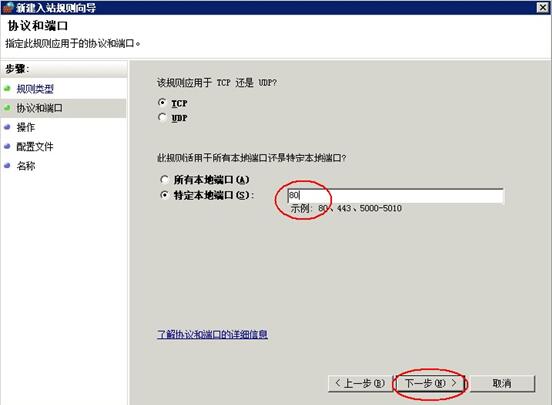 新建入站规则向导
协议和端口
指定此规则应用于的协议和端口。
步骤:
规则类型
协议和端口
操作
配置文件
名称
该规则应用于 TCP 还是 UDP?
TCP
UDP
此规则适用于所有本地端口还是特定本地端口?
所有本地端口(A)
特定本地端口(S): 80
示例: 80、443、5000-5010
了解协议和端口的详细信息
< 上一步(B) 下一步(N) > 取消